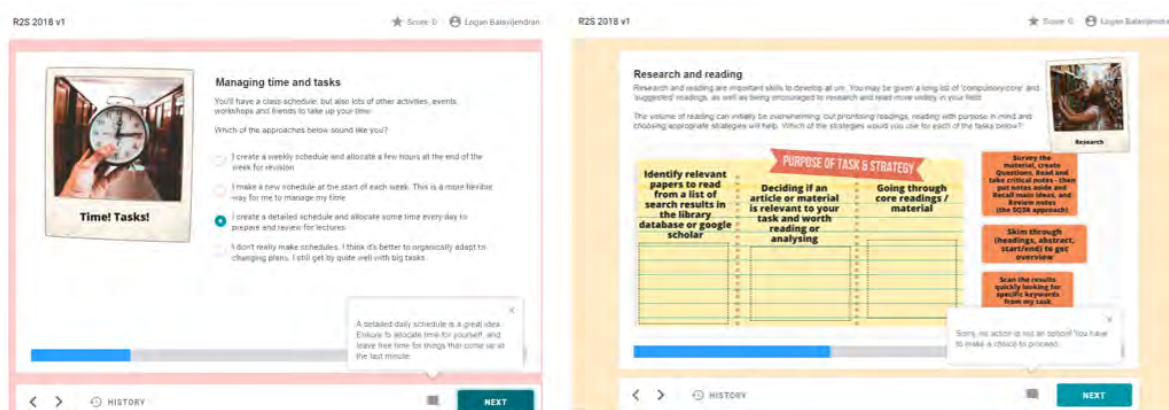 R2S 2018 v1
Score: 0
Logan Balavijendran
Time! Tasks!
Managing time and tasks
You'll have a class schedule, but also lots of other activities, events,
workshops and friends to take up your time.
Which of the approaches below sound like you?
I create a weekly schedule and allocate a few hours at the end of the
week for revision
I make a new schedule at the start of each week. This is a more flexible
way for me to manage my time
I create a detailed schedule and allocate some time every day to
prepare and review for lectures
I don't really make schedules. I think it's better to organically adapt to
changing plans. I still get by quite well with big tasks.
A detailed daily schedule is a great idea.
Ensure to allocate time for yourself, and
leave free time for things that come up at
the last minute.
HISTORY
NEXT
R2S 2018 v1
Score: 0
Logan Balavijendra
Research and reading
Research and reading are important skills to develop at uni. You may be given a long list of 'compulsory/core' and
'suggested' readings, as well as being encouraged to research and read more widely in your field.
The volume of reading can initially be overwhelming, but prioritising readings, reading with purpose in mind and
choosing appropriate strategies will help. Which of the strategies would you use for each of the tasks below?
Research
PURPOSE OF TASK & STRATEGY
Identify relevant
papers to read
from a list of
search results in
the library
database or google
scholar
Deciding if an
article or material
is relevant to your
task and worth
reading or
analysing
Going through
core readings /
material
Survey the
material, create
Questions, Read and
take critical notes - then
put notes aside and
Recall main ideas, and
Review notes
(the SQ3R approach)
Skim through
(headings, abstract,
start/end) to get
overview
Scan the results
quickly looking for
specific keywords
from my task
Sorry, no action is not an option! You have
to make a choice to proceed.
HISTORY
NEXT